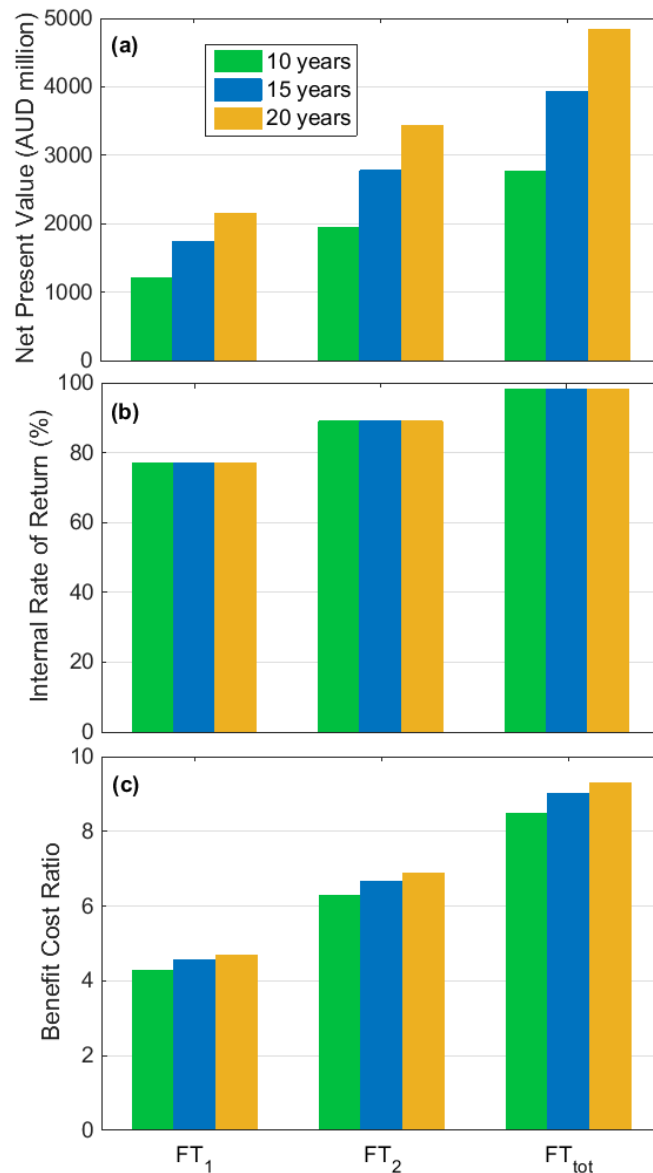 (a)
10 years
15 years
20 years
Net Present Value (AUD million)
5000
4000
3000
2000
1000
0
(b)
Internal Rate of Return (%)
100
80
60
40
20
0
(c)
Benefit Cost Ratio
10
8
6
4
2
0
FT1
FT2
FTtot